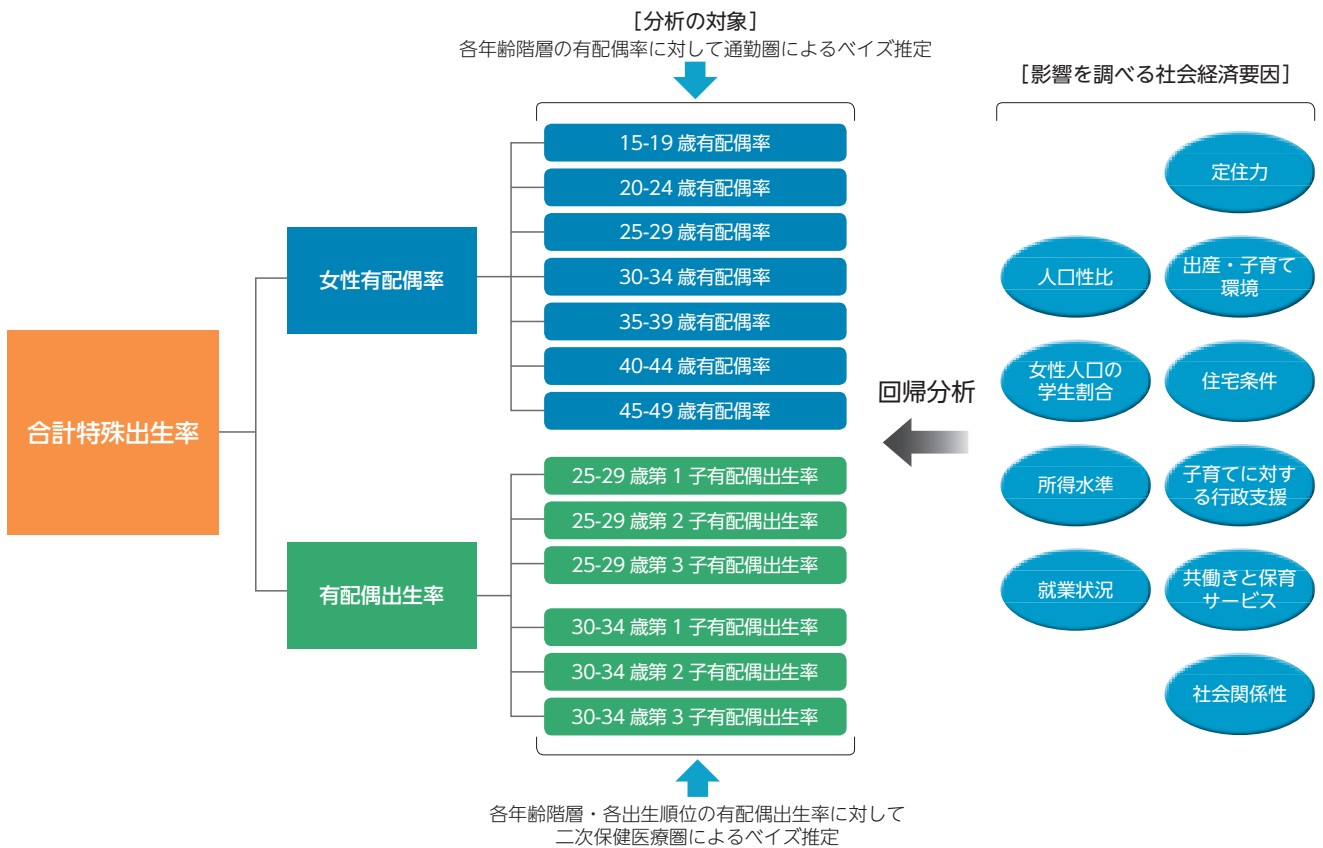 [分析の対象]
各年齢階層の有配偶率に対して通勤圏によるベイズ推定
[影響を調べる社会経済要因]
合計特殊出生率
女性有配偶率
15-19 歳有配偶率
20-24 歳有配偶率
25-29 歳有配偶率
30-34 歳有配偶率
35-39 歳有配偶率
40-44 歳有配偶率
45-49 歳有配偶率
有配偶出生率
25-29 歳第 1 子有配偶出生率
25-29 歳第 2 子有配偶出生率
25-29 歳第 3 子有配偶出生率
30-34 歳第 1 子有配偶出生率
30-34 歳第 2 子有配偶出生率
30-34 歳第 3 子有配偶出生率
各年齢階層・各出生順位の有配偶出生率に対して
二次保健医療圏によるベイズ推定
回帰分析
定住力
人口性比
出産・子育て
環境
女性人口の
学生割合
住宅条件
所得水準
子育てに対す
る行政支援
就業状況
共働きと保育
サービス
社会関係性